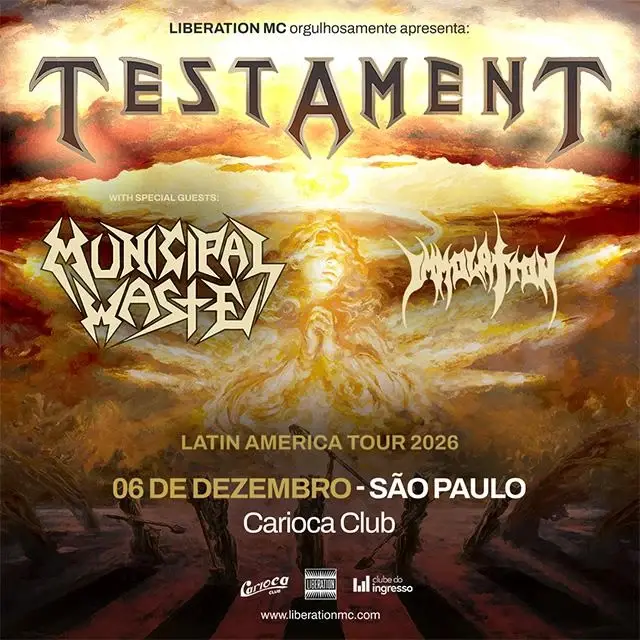 LIBERATION MC orgulhosamente apresenta:
TESTAMENT
WITH SPECIAL GUESTS:
MUNICIPAL
WASTE
IMMOLATION
LATIN AMERICA TOUR 2026
06 DE DEZEMBRO - SÃO PAULO
Carioca Club
Carioca
CLUB
LIBERATION
clube do
ingresso
www.liberationmc.com